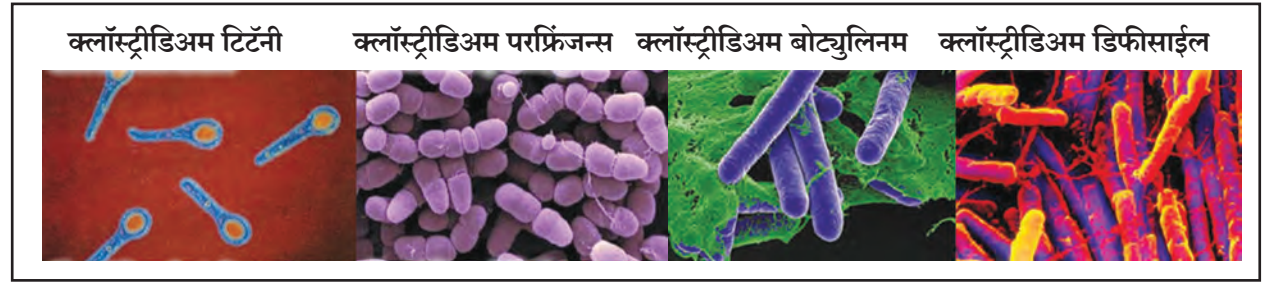 क्लॉस्ट्रीडिअम टिटॅनी क्लॉस्ट्रीडिअम परफ्रिंजन्स क्लॉस्ट्रीडिअम बोट्युलिनम क्लॉस्ट्रीडिअम डिफीसाईल